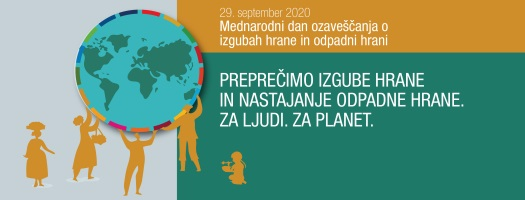 29. september 2020
Mednarodni dan ozaveščanja o
izgubah hrane in odpadni hrani
PREPREČIMO IZGUBE HRANE
IN NASTAJANJE ODPADNE HRANE.
ZA LJUDI. ZA PLANET.